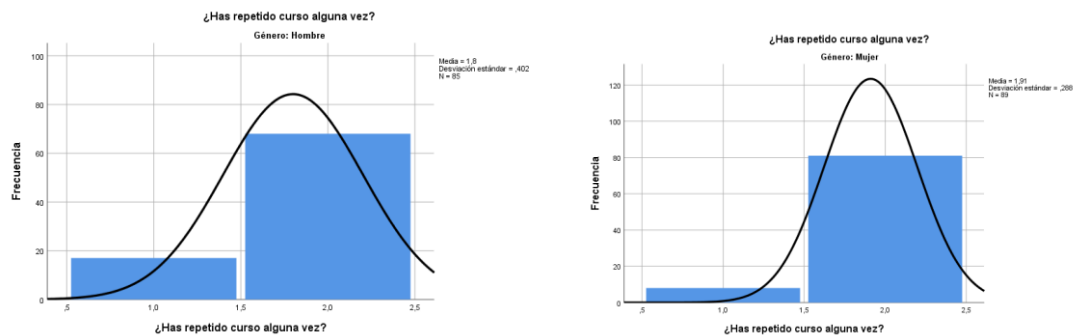 ¿Has repetido curso alguna vez?
Género: Hombre
Media = 1,8
Desviación estándar = ,402
N = 85
100
80
60
40
20
0
Frecuencia
,5
1,0
1,5
2,0
2,5
¿Has repetido curso alguna vez?
¿Has repetido curso alguna vez?
Género: Mujer
Media = 1,91
Desviación estándar = ,288
N = 89
120
100
80
60
40
20
0
Frecuencia
,5
1,0
1,5
2,0
2,5
¿Has repetido curso alguna vez?